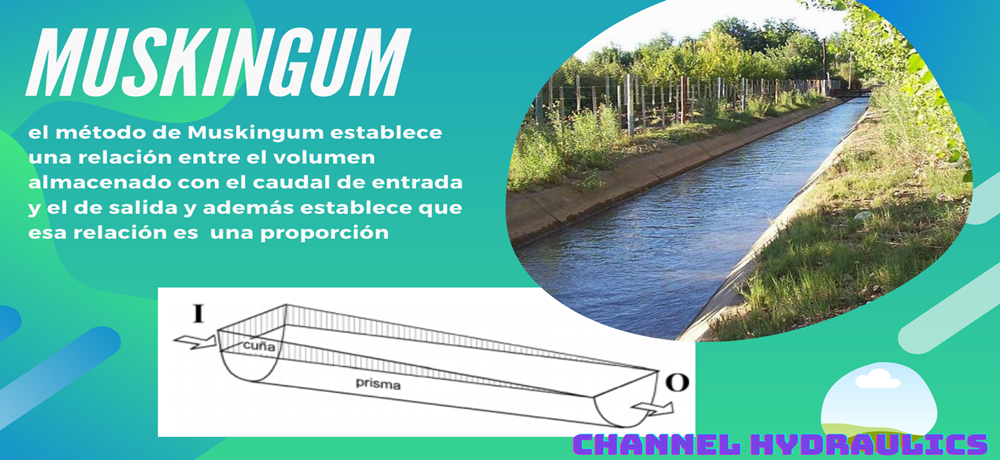 MUSKINGUM
el método de Muskingum establece
una relación entre el volumen
almacenado con el caudal de entrada
y el de salida y además establece que
esa relación es una proporción
I
cuña
prisma
O
CHANNEL HYDRAULICS